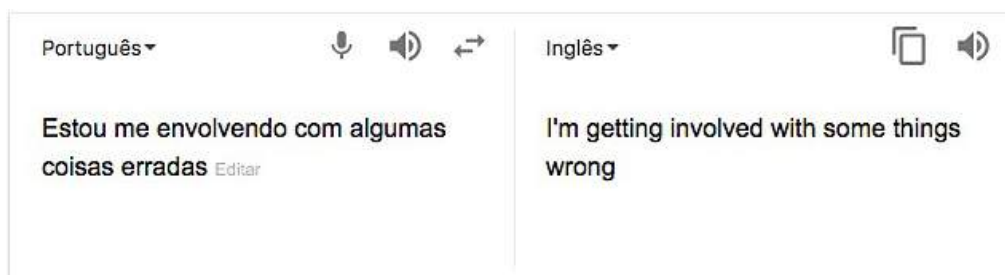 Português
Inglês
Estou me envolvendo com algumas
coisas erradas Editar
I'm getting involved with some things
wrong